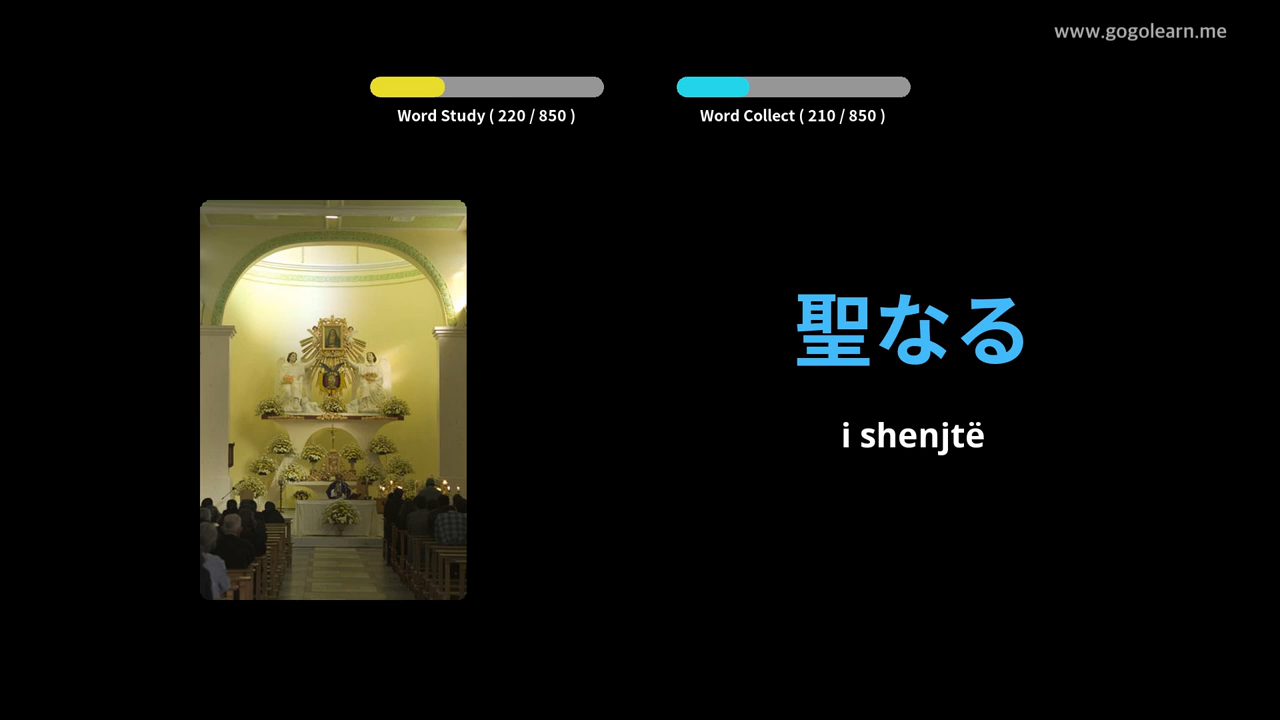 www.gogolearn.me
Word Study ( 220 / 850 )
Word Collect ( 210 / 850 )
聖なる
i shenjtë